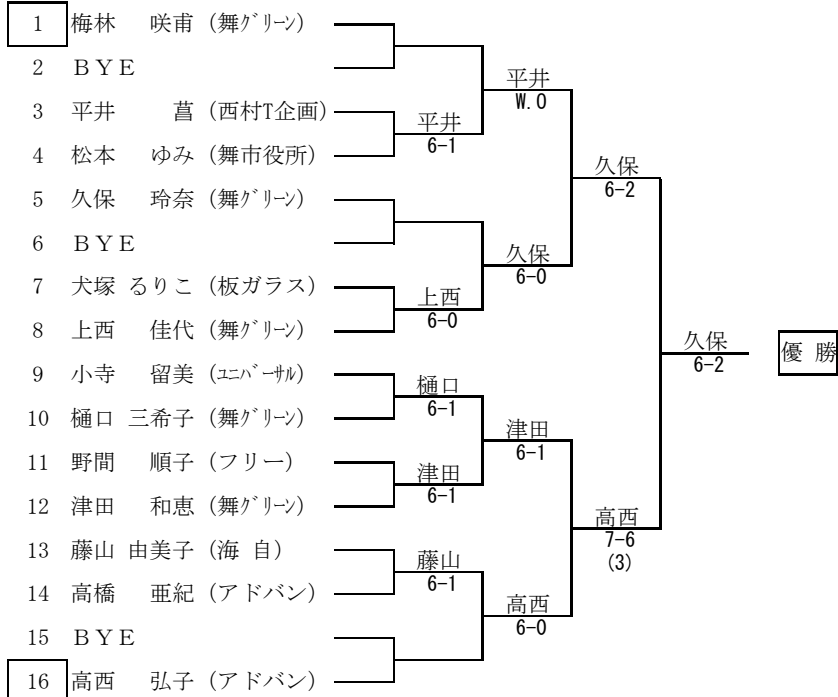 1 梅林 咲甫 (舞ｸﾞﾘｰﾝ)
2 ＢＹＥ
平井
W.O
3 平井 菖 (西村T企画)
平井
6-1
4 松本 ゆみ (舞市役所)
久保
6-2
5 久保 玲奈 (舞ｸﾞﾘｰﾝ)
6 ＢＹＥ
久保
6-0
7 犬塚 るりこ (板ガラス)
上西
6-0
8 上西 佳代 (舞ｸﾞﾘｰﾝ)
久保
6-2
優 勝
9 小寺 留美 (ﾕﾆﾊﾞｰｻﾙ)
樋口
6-1
10 樋口 三希子 (舞ｸﾞﾘｰﾝ)
津田
6-1
11 野間 順子 (フリー)
津田
6-1
12 津田 和恵 (舞ｸﾞﾘｰﾝ)
高西
7-6
(3)
13 藤山 由美子 (海 自)
藤山
6-1
14 高橋 亜紀 (アドバン)
高西
6-0
15 ＢＹＥ
16 高西 弘子 (アドバン)